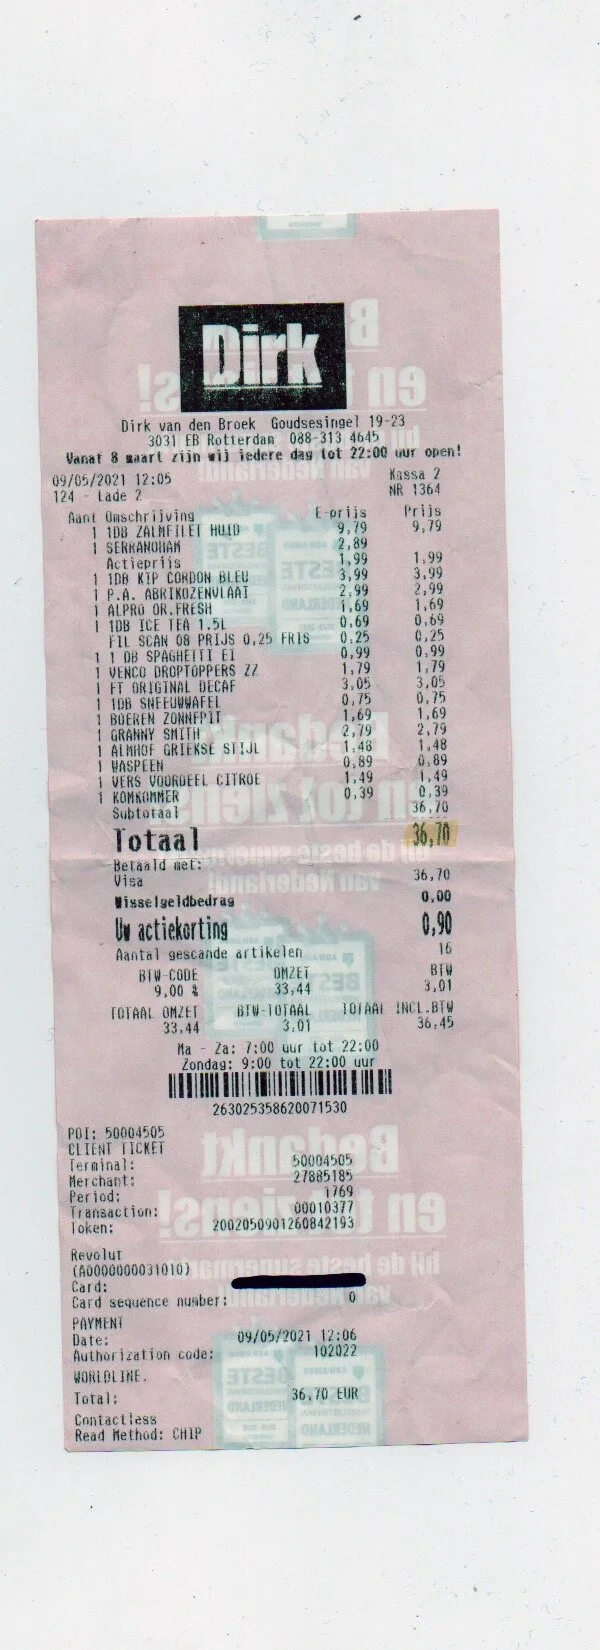 Dirk
Dirk van den Broek Goudsesingel 19-23
3031 EB Rotterdam 088-313 4645
Vanaf 8 maart zijn wij iedere dag tot 22:00 uur open!
09/05/2021 12:05 Kassa 2
124 - Lade 2 NR 1364
Aant Omschrijving E-prijs Prijs
1 1DB ZALMFILET HUID 9,79 9,79
1 SERRANOHAM 2,89
Actieprijs 1,99 1,99
1 1DB KIP CORDON BLEU 3,99 3,99
1 P.A. ABRIKOZENVLAAI 2,99 2,99
1 ALPRO OR.FRESH 1,69 1,69
1 1DB ICE TEA 1.5L 0,69 0,69
FIL SCAN 08 PRIJS 0,25 FRIS 0,25 0,25
1 1 DB SPAGHETTI EI 0,99 0,99
1 VENCO DROPTOPPERS ZZ 1,79 1,79
1 FT ORIGINAL DECAF 3,05 3,05
1 1DB SNEEUWWAFEL 0,75 0,75
1 BOEREN ZONNEPIT 1,69 1,69
1 GRANNY SMITH 2,79 2,79
1 ALMHOF GRIEKSE STIJL 1,48 1,48
1 WASPEEN 0,89 0,89
1 VERS VOORDEEL CITROE 1,49 1,49
1 KOMKOMMER 0,39 0,39
Subtotaal 36,70
Totaal 36,70
Betaald met:
Visa 36,70
Wisselgeldbedrag 0,00
Uw actiekorting 0,90
Aantal gescande artikelen 16
BTW-CODE OMZET BTW
9,00 % 33,44 3,01
TOTAAL OMZET BTW-TOTAAL TOTAAL INCL.BTW
33,44 3,01 36,45
Ma - Za: 7:00 uur tot 22:00
Zondag: 9:00 tot 22:00 uur
263025358620071530
POI: 50004505
CLIENT TICKET
Terminal: 50004505
Merchant: 27885185
Period: 1769
Transaction: 00010377
Token: 2002050901260842193
Revolut
(A0000000031010)
Card:
Card sequence number: 0
PAYMENT
Date: 09/05/2021 12:06
Authorization code: 102022
WORLDLINE.
Total: 36,70 EUR
Contactless
Read Method: CHIP